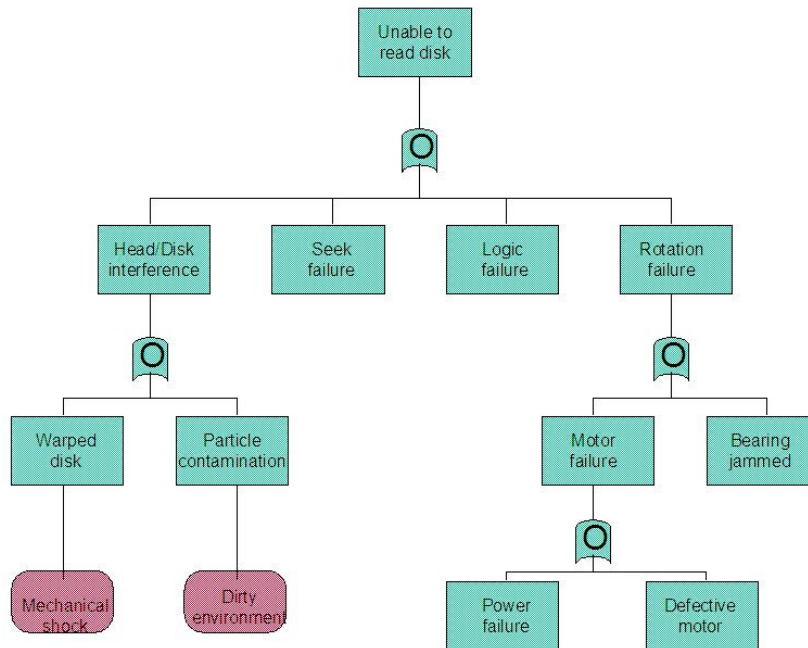 Unable to
read disk
O
Head/Disk
interference
Seek
failure
Logic
failure
Rotation
failure
O
O
Warped
disk
Particle
contamination
Motor
failure
Bearing
jammed
O
Mechanical
shock
Dirty
environment
Power
failure
Defective
motor